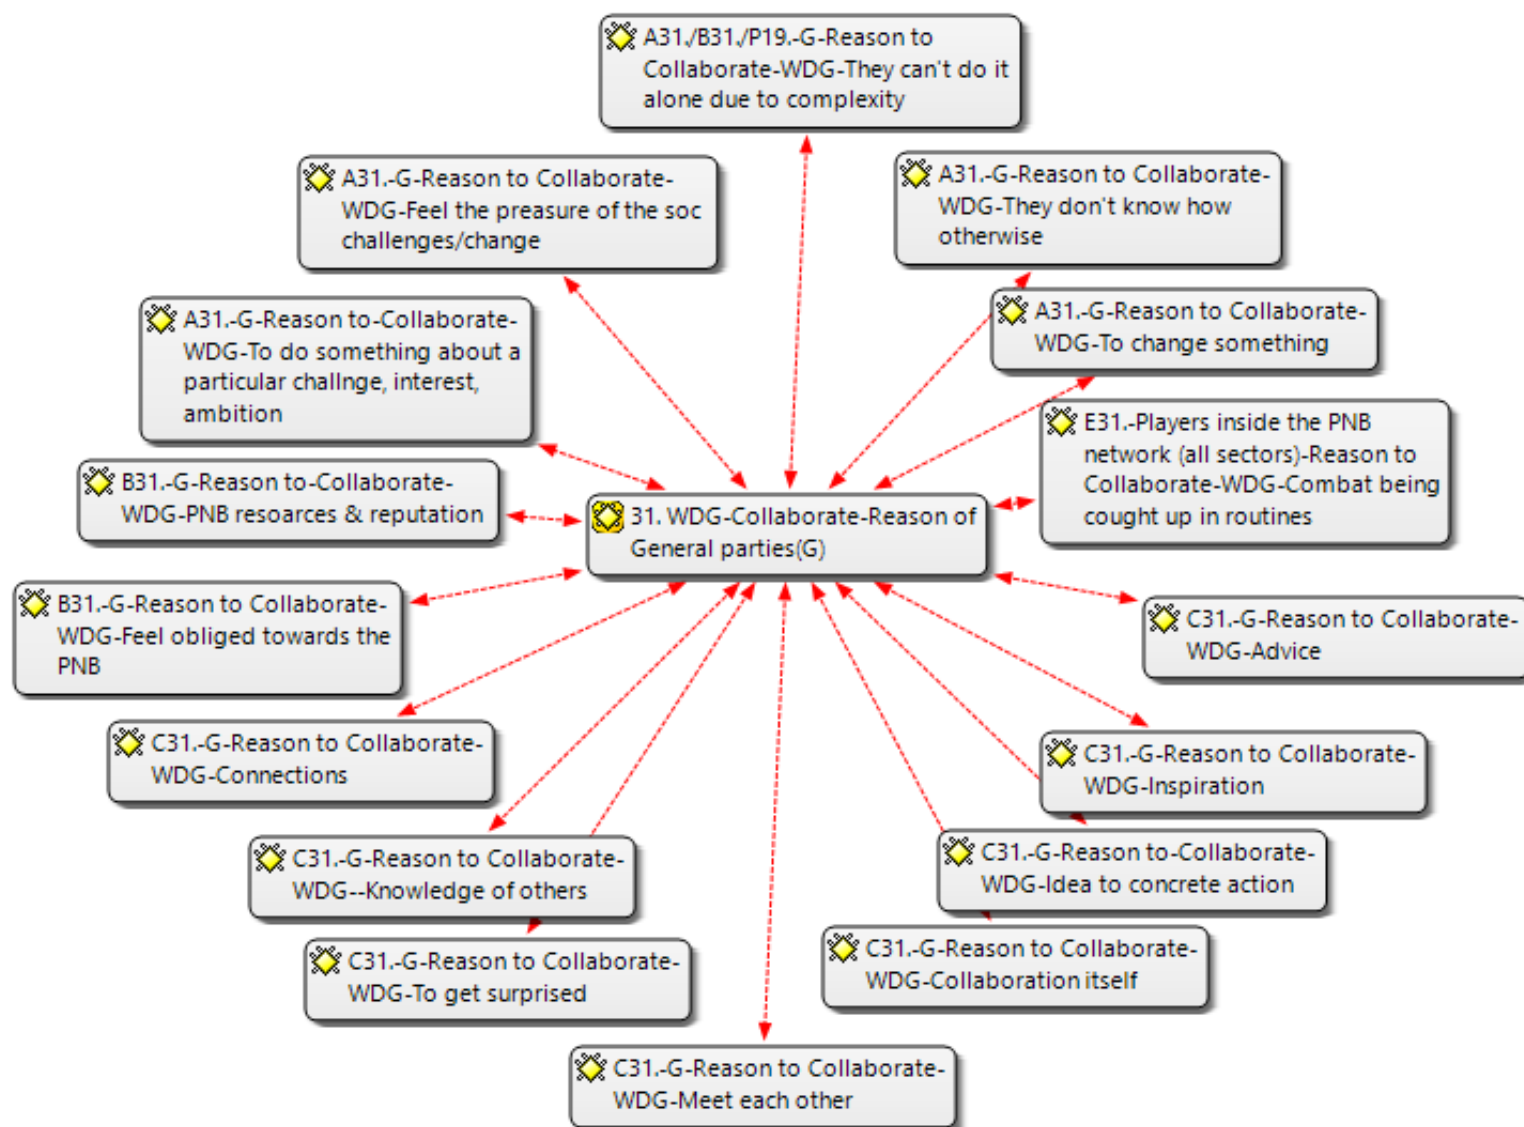 A31./B31./P19.-G-Reason to
Collaborate-WDG-They can't do it
alone due to complexity
A31.-G-Reason to Collaborate-
WDG-Feel the preasure of the soc
challenges/change
A31.-G-Reason to Collaborate-
WDG-They don't know how
otherwise
A31.-G-Reason to-Collaborate-
WDG-To do something about a
particular challnge, interest,
ambition
A31.-G-Reason to Collaborate-
WDG-To change something
E31.-Players inside the PNB
network (all sectors)-Reason to
Collaborate-WDG-Combat being
cought up in routines
B31.-G-Reason to-Collaborate-
WDG-PNB resoarces & reputation
31. WDG-Collaborate-Reason of
General parties(G)
B31.-G-Reason to Collaborate-
WDG-Feel obliged towards the
PNB
C31.-G-Reason to Collaborate-
WDG-Advice
C31.-G-Reason to Collaborate-
WDG-Connections
C31.-G-Reason to Collaborate-
WDG-Inspiration
C31.-G-Reason to Collaborate-
WDG--Knowledge of others
C31.-G-Reason to-Collaborate-
WDG-Idea to concrete action
C31.-G-Reason to Collaborate-
WDG-To get surprised
C31.-G-Reason to Collaborate-
WDG-Collaboration itself
C31.-G-Reason to Collaborate-
WDG-Meet each other